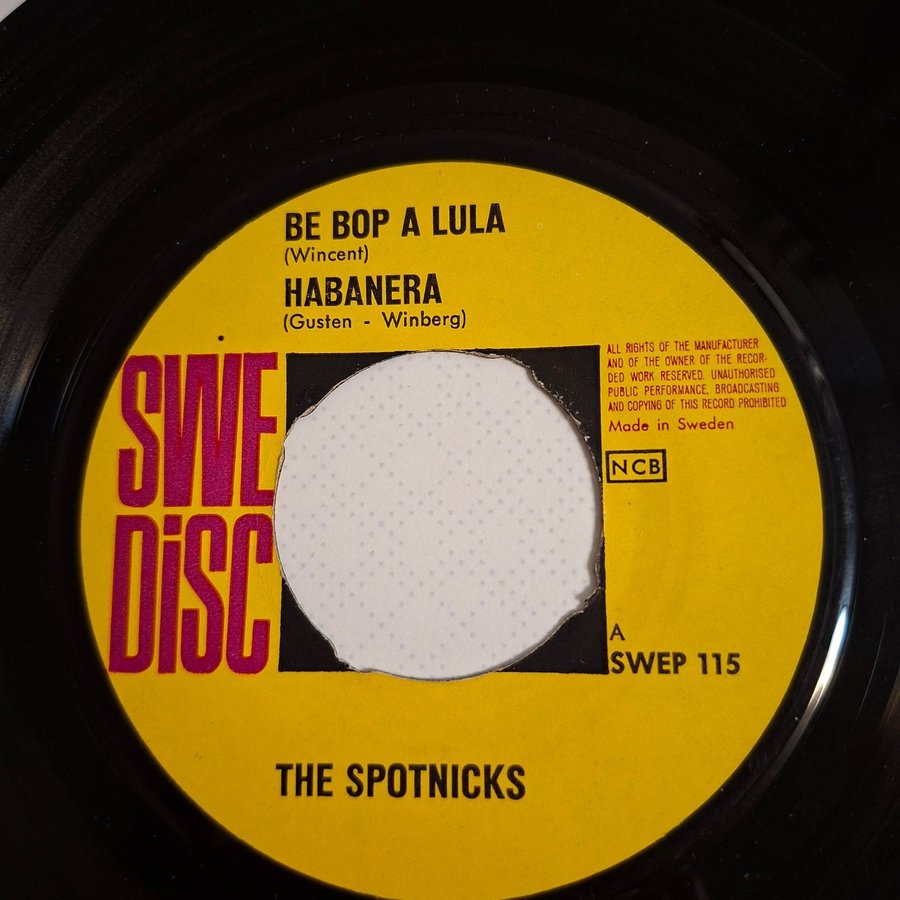 BE BOP A LULA
(Wincent)
HABANERA
(Gusten - Winberg)
SWE
DiSC
ALL RIGHTS OF THE MANUFACTURER
AND OF THE OWNER OF THE RECOR-
DED WORK RESERVED. UNAUTHORISED
PUBLIC PERFORMANCE, BROADCASTING
AND COPYING OF THIS RECORD PROHIBITED
Made in Sweden
NCB
A
SWEP 115
THE SPOTNICKS